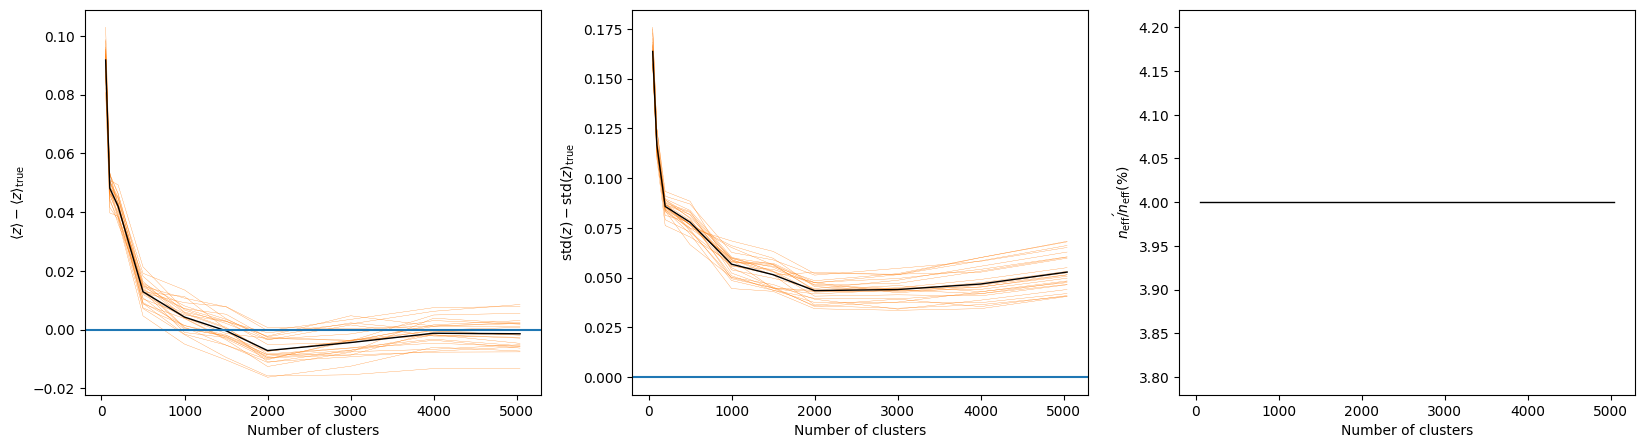 0.10
0.08
0.06
0.04
0.02
0.00
−0.02
⟨z⟩ − ⟨z⟩true
0 1000 2000 3000 4000 5000
Number of clusters
0.175
0.150
0.125
0.100
0.075
0.050
0.025
0.000
std(z) − std(z)true
0 1000 2000 3000 4000 5000
Number of clusters
4.20
4.15
4.10
4.05
4.00
3.95
3.90
3.85
3.80
n′eff/neff(%)
0 1000 2000 3000 4000 5000
Number of clusters